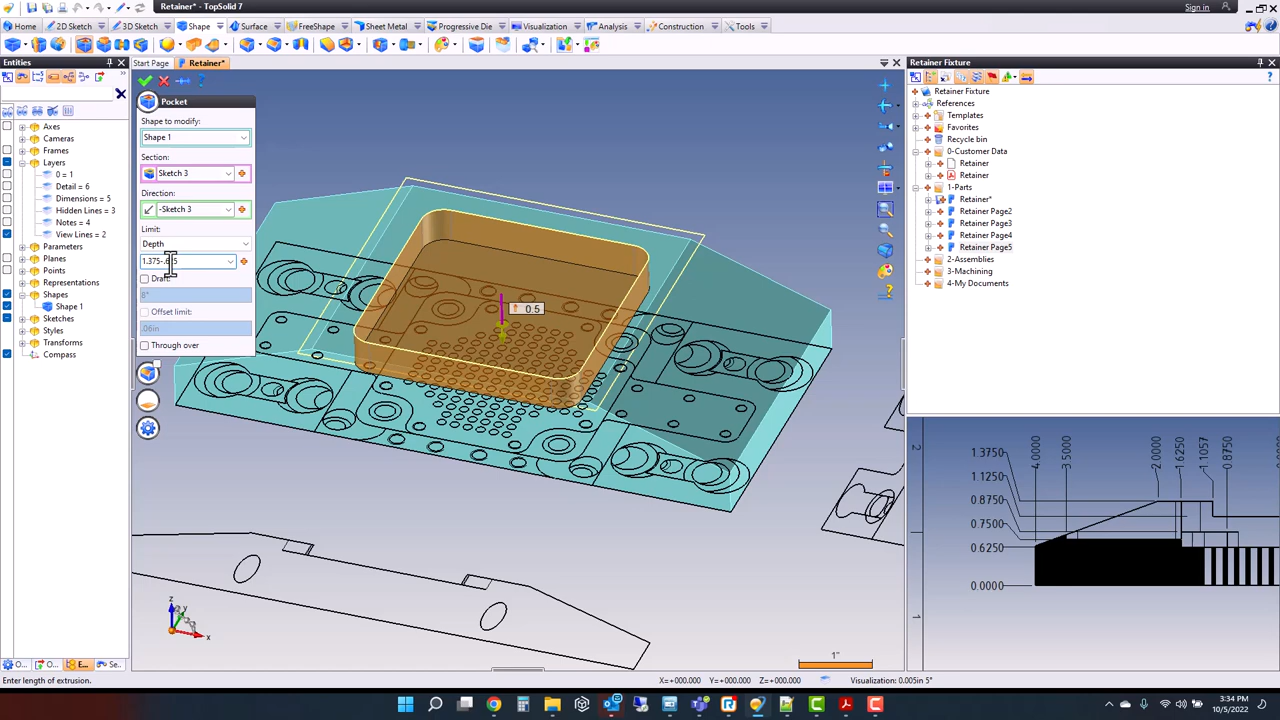 Retainer* - TopSolid 7
Sign in
Home 2D Sketch 3D Sketch Shape Surface FreeShape Sheet Metal Progressive Die Visualization Analysis Construction Tools
Entities
Start Page Retainer*
Retainer Fixture
Axes
Cameras
Frames
Layers
0 = 1
Detail = 6
Dimensions = 5
Hidden Lines = 3
Notes = 4
View Lines = 2
Parameters
Planes
Points
Representations
Shapes
Shape 1
Sketches
Styles
Transforms
Compass
Pocket
Shape to modify:
Shape 1
Section:
Sketch 3
Direction:
-Sketch 3
Limit:
Depth
Draft:
8°
Offset limit:
.06in
Through over
0.5
z
y
x
1"
Retainer Fixture
References
Templates
Favorites
Recycle bin
0-Customer Data
Retainer
Retainer
1-Parts
Retainer*
Retainer Page2
Retainer Page3
Retainer Page4
Retainer Page5
2-Assemblies
3-Machining
4-My Documents
2
1
4.0000
3.5000
2.0000
1.6250
1.1057
0.8750
1.3750
1.1250
0.8750
0.7500
0.6250
0.0000
O... O... E... Se...
Enter length of extrusion.
X=+000.000 Y=+000.000 Z=+000.000
Visualization: 0.005in 5°
3:34 PM
10/5/2022